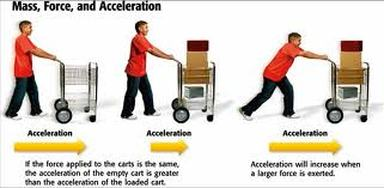 Mass, Force, and Acceleration
Acceleration
Acceleration
Acceleration
If the force applied to the carts is the same,
the acceleration of the empty cart is greater
than the acceleration of the loaded cart.
Acceleration will increase when
a larger force is exerted.